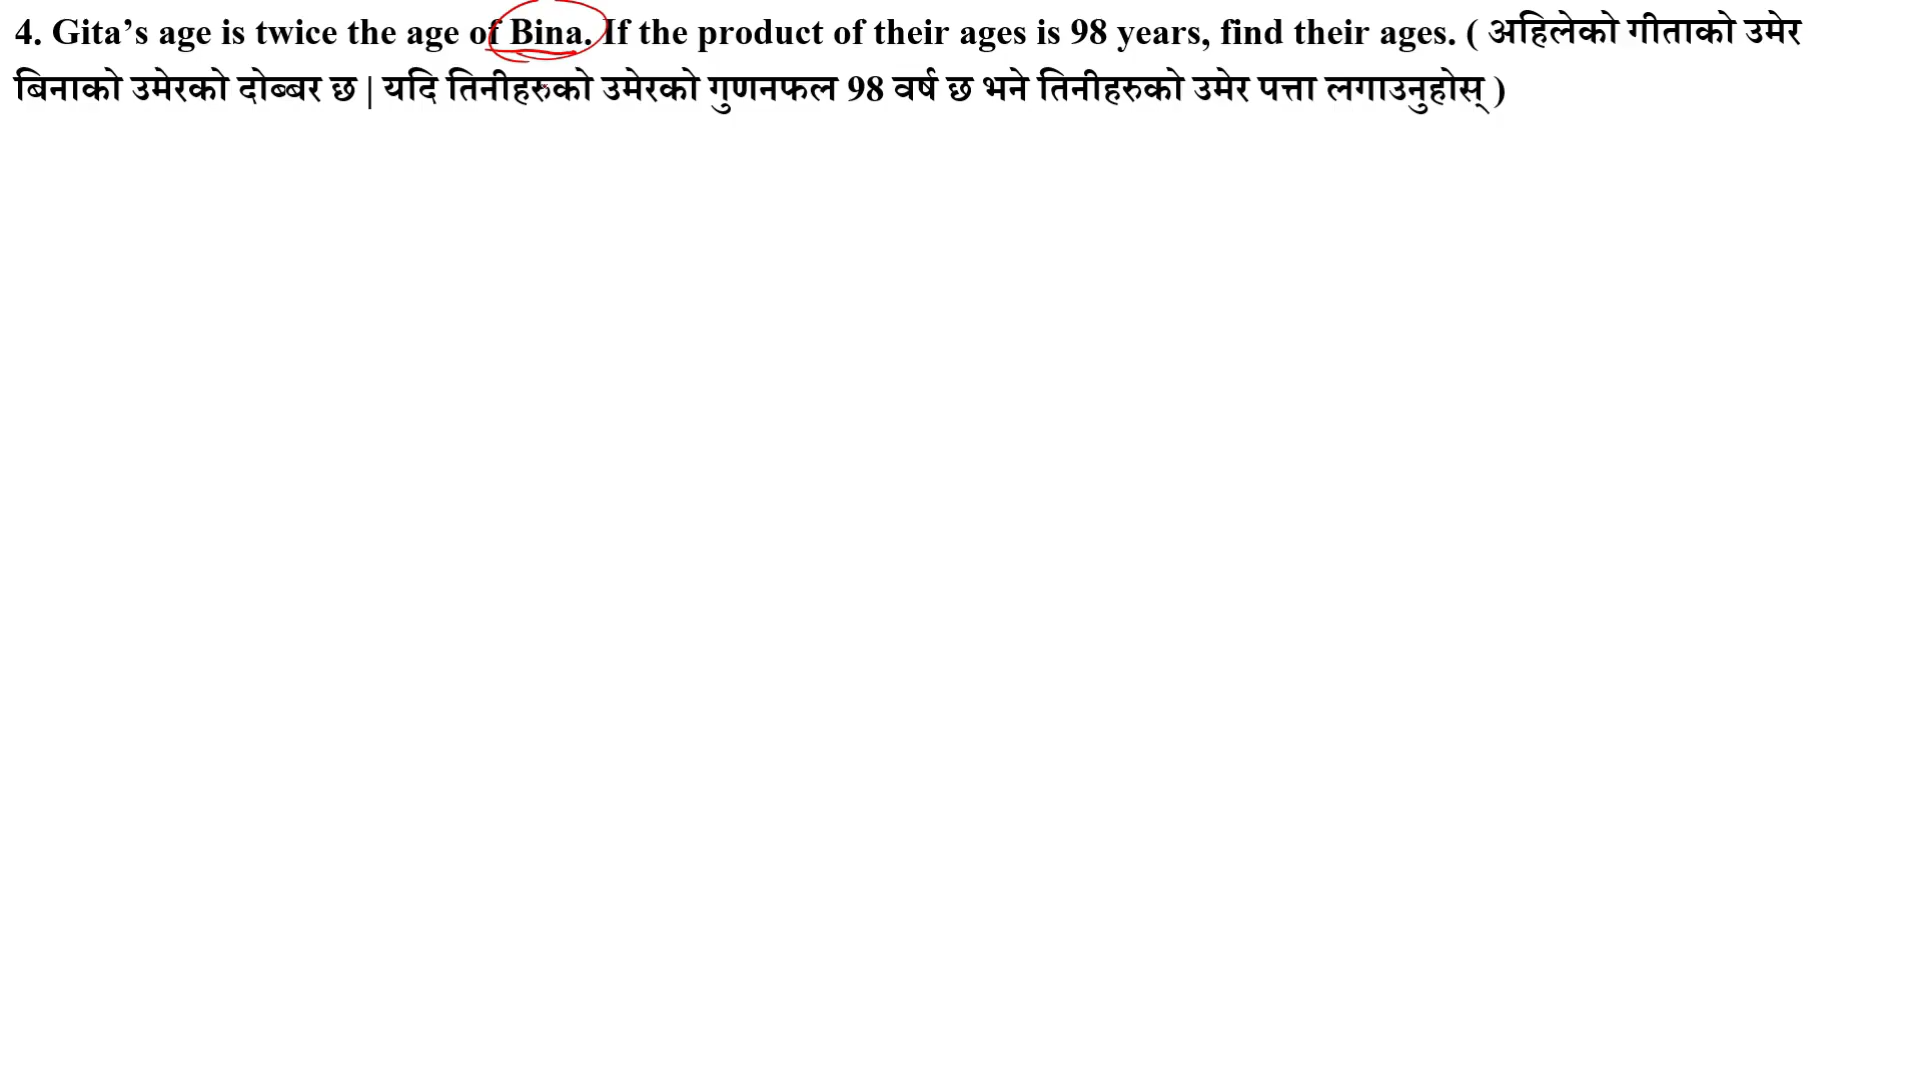 4. Gita’s age is twice the age of Bina. If the product of their ages is 98 years, find their ages. ( अहिलेको गीताको उमेर
बिनाको उमेरको दोब्बर छ | यदि तिनीहरुको उमेरको गुणनफल 98 वर्ष छ भने तिनीहरुको उमेर पत्ता लगाउनुहोस् )